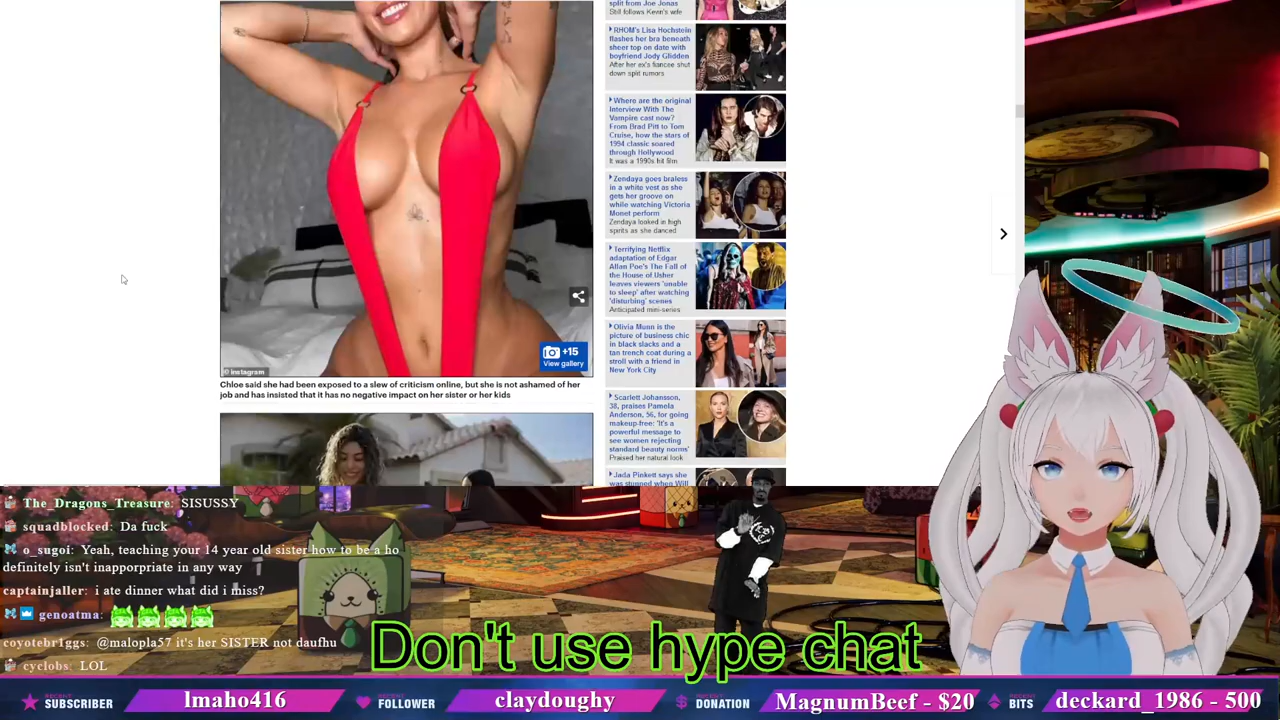 split from Joe Jonas
Still follows Kevin's wife
RHOM's Lisa Hochstein
flashes her bra beneath
sheer top on date with
boyfriend Jody Glidden
After her ex's fiancee shut
down split rumors
Where are the original
Interview With The
Vampire cast now?
From Brad Pitt to Tom
Cruise, how the stars of
1994 classic soared
through Hollywood
It was a 1990s hit film
Zendaya goes braless
in a white vest as she
gets her groove on
while watching Victoria
Monet perform
Zendaya looked in high
spirits as she danced
Terrifying Netflix
adaptation of Edgar
Allan Poe's The Fall of
the House of Usher
leaves viewers 'unable
to sleep' after watching
'disturbing' scenes
Anticipated mini-series
Olivia Munn is the
picture of business chic
in black slacks and a
tan trench coat during a
stroll with a friend in
New York City
Scarlett Johansson,
38, praises Pamela
Anderson, 56, for going
makeup-free: 'It's a
powerful message to
see women rejecting
standard beauty norms'
Praised her natural look
Jada Pinkett says she
was stunned when Will
+15
View gallery
© instagram
Chloe said she had been exposed to a slew of criticism online, but she is not ashamed of her
job and has insisted that it has no negative impact on her sister or her kids
The_Dragons_Treasure: SISUSSY
squadblocked: Da fuck
o_sugoi: Yeah, teaching your 14 year old sister how to be a ho
definitely isn't inapporpriate in any way
captainjaller: i ate dinner what did i miss?
genoatma:
coyotebr1ggs: @malopla57 it's her SISTER not daufhu
cyclobs: LOL
Don't use hype chat
RECENT
SUBSCRIBER
lmaho416
RECENT
FOLLOWER
claydoughy
RECENT
DONATION
MagnumBeef - $20
RECENT
BITS
deckard_1986 - 500